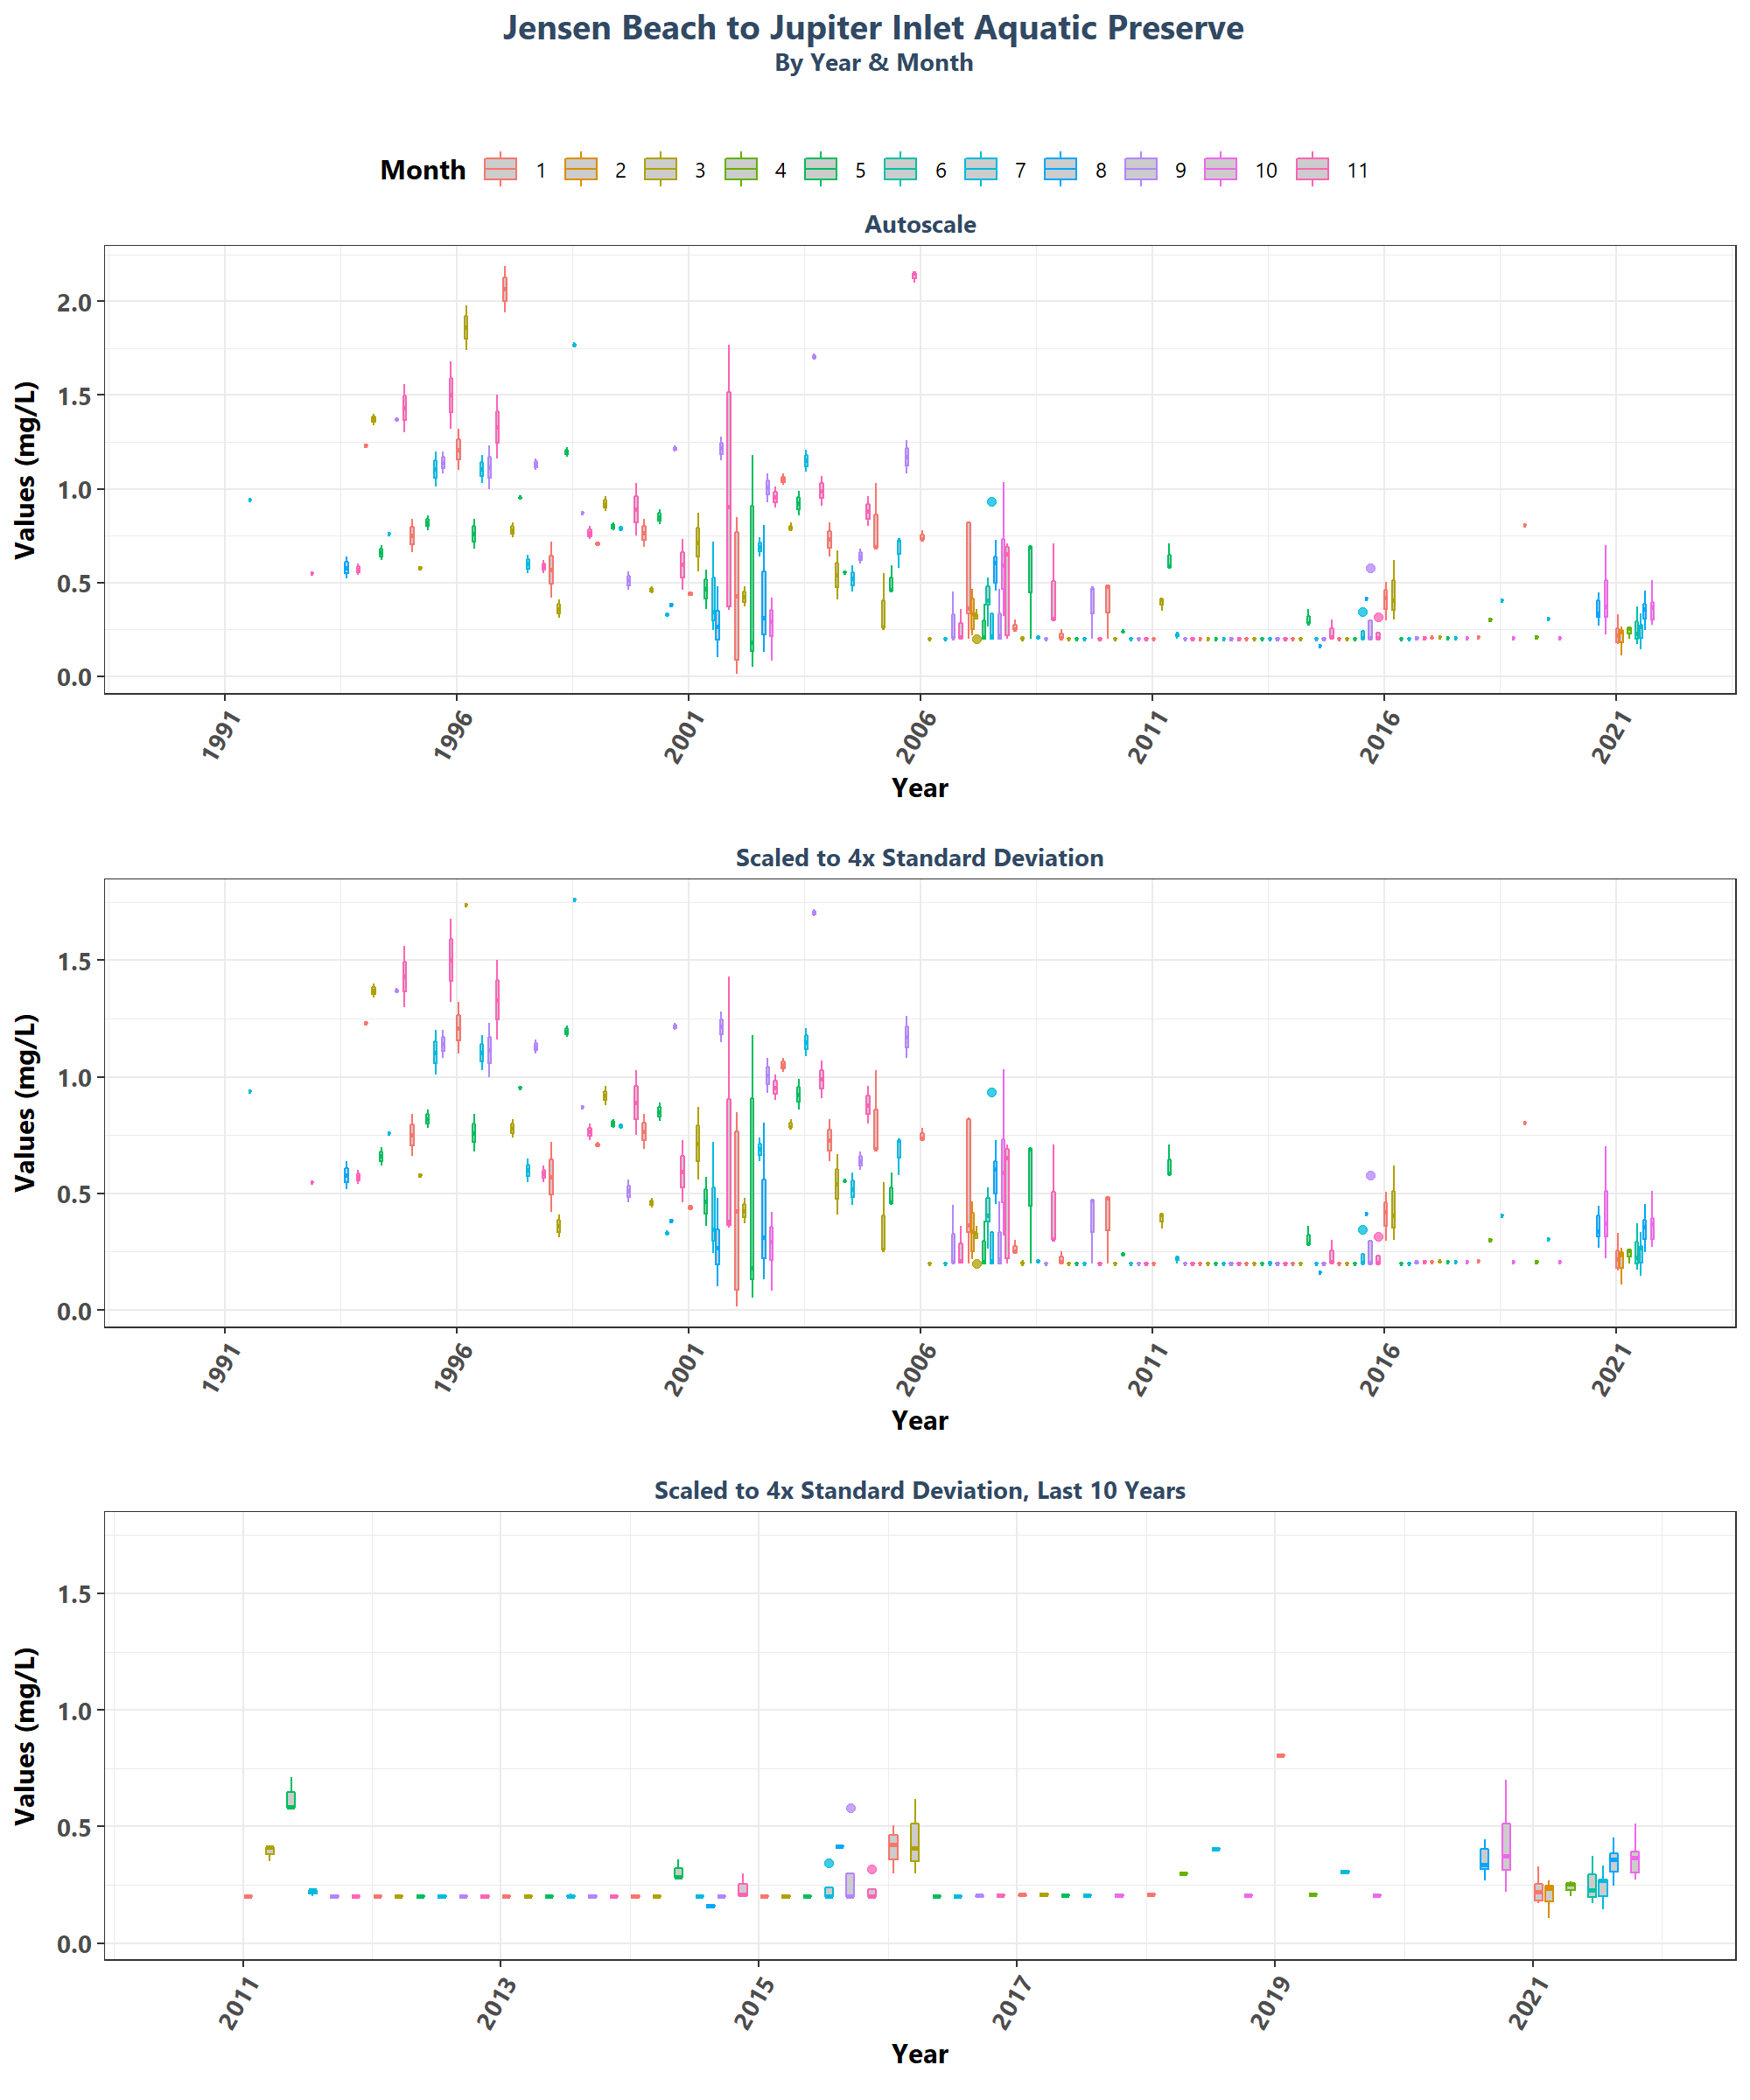 Jensen Beach to Jupiter Inlet Aquatic Preserve
By Year & Month
Month 1 2 3 4 5 6 7 8 9 10 11
Autoscale
Values (mg/L)
2.0
1.5
1.0
0.5
0.0
1991 1996 2001 2006 2011 2016 2021
Year
Scaled to 4x Standard Deviation
Values (mg/L)
1.5
1.0
0.5
0.0
1991 1996 2001 2006 2011 2016 2021
Year
Scaled to 4x Standard Deviation, Last 10 Years
Values (mg/L)
1.5
1.0
0.5
0.0
2011 2013 2015 2017 2019 2021
Year